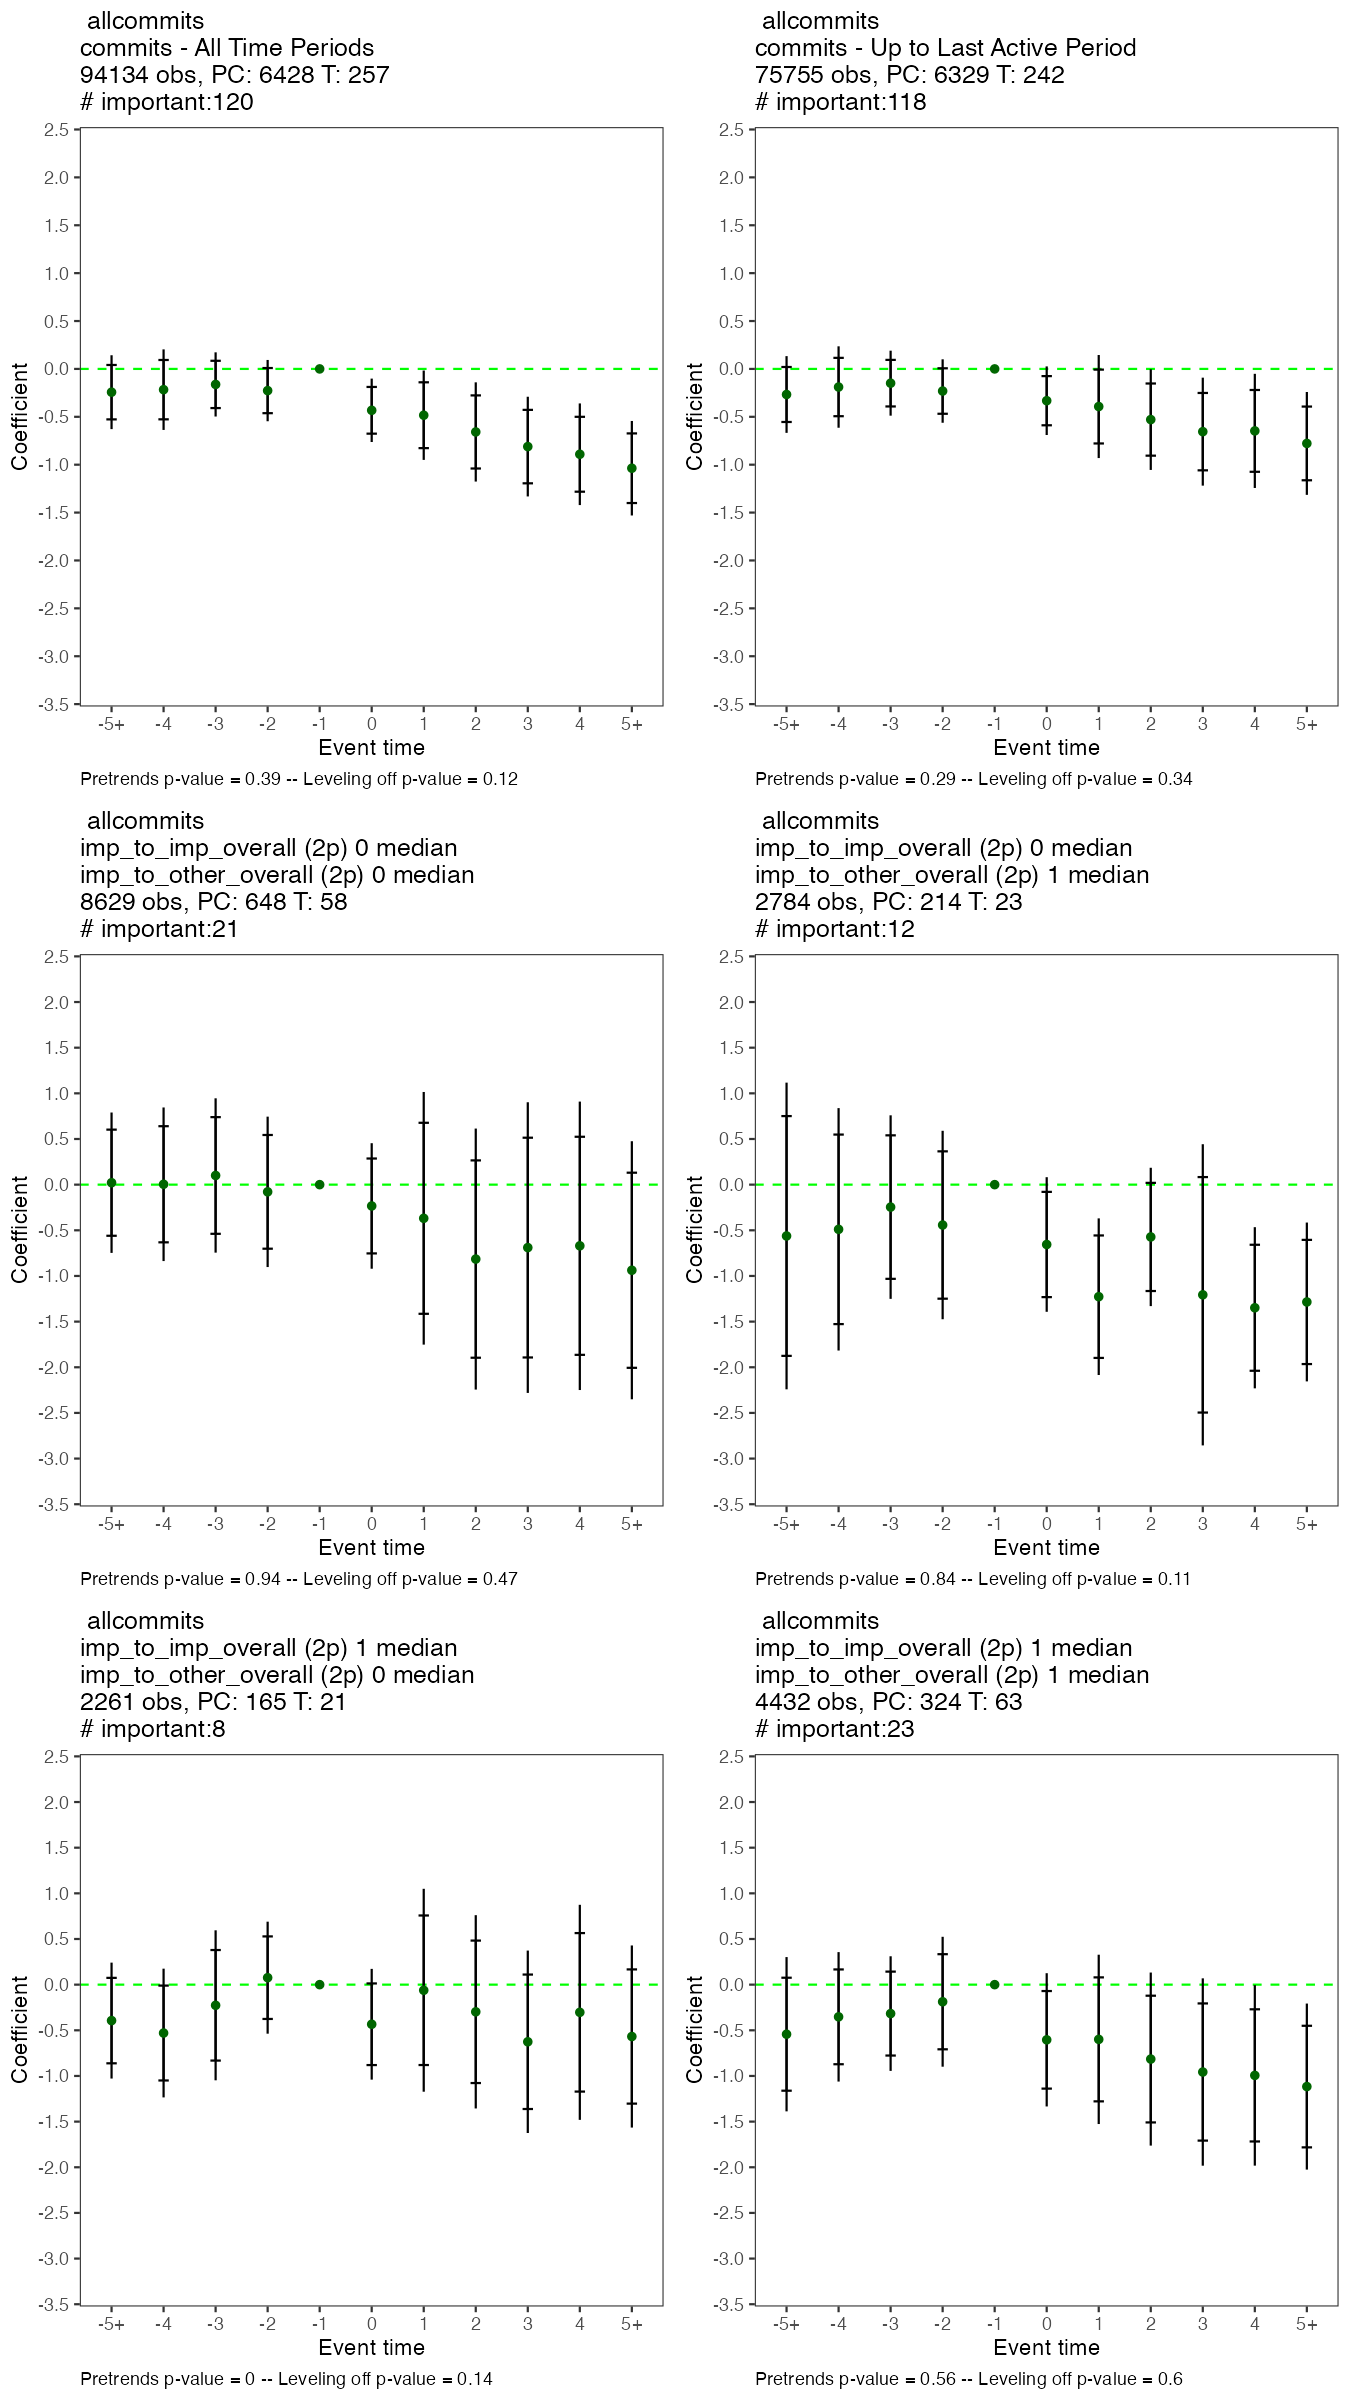 allcommits
commits - All Time Periods
94134 obs, PC: 6428 T: 257
# important:120
2.5
2.0
1.5
1.0
0.5
0.0
-0.5
-1.0
-1.5
-2.0
-2.5
-3.0
-3.5
Coefficient
-5+ -4 -3 -2 -1 0 1 2 3 4 5+
Event time
Pretrends p-value = 0.39 -- Leveling off p-value = 0.12
allcommits
commits - Up to Last Active Period
75755 obs, PC: 6329 T: 242
# important:118
2.5
2.0
1.5
1.0
0.5
0.0
-0.5
-1.0
-1.5
-2.0
-2.5
-3.0
-3.5
Coefficient
-5+ -4 -3 -2 -1 0 1 2 3 4 5+
Event time
Pretrends p-value = 0.29 -- Leveling off p-value = 0.34
allcommits
imp_to_imp_overall (2p) 0 median
imp_to_other_overall (2p) 0 median
8629 obs, PC: 648 T: 58
# important:21
2.5
2.0
1.5
1.0
0.5
0.0
-0.5
-1.0
-1.5
-2.0
-2.5
-3.0
-3.5
Coefficient
-5+ -4 -3 -2 -1 0 1 2 3 4 5+
Event time
Pretrends p-value = 0.94 -- Leveling off p-value = 0.47
allcommits
imp_to_imp_overall (2p) 0 median
imp_to_other_overall (2p) 1 median
2784 obs, PC: 214 T: 23
# important:12
2.5
2.0
1.5
1.0
0.5
0.0
-0.5
-1.0
-1.5
-2.0
-2.5
-3.0
-3.5
Coefficient
-5+ -4 -3 -2 -1 0 1 2 3 4 5+
Event time
Pretrends p-value = 0.84 -- Leveling off p-value = 0.11
allcommits
imp_to_imp_overall (2p) 1 median
imp_to_other_overall (2p) 0 median
2261 obs, PC: 165 T: 21
# important:8
2.5
2.0
1.5
1.0
0.5
0.0
-0.5
-1.0
-1.5
-2.0
-2.5
-3.0
-3.5
Coefficient
-5+ -4 -3 -2 -1 0 1 2 3 4 5+
Event time
Pretrends p-value = 0 -- Leveling off p-value = 0.14
allcommits
imp_to_imp_overall (2p) 1 median
imp_to_other_overall (2p) 1 median
4432 obs, PC: 324 T: 63
# important:23
2.5
2.0
1.5
1.0
0.5
0.0
-0.5
-1.0
-1.5
-2.0
-2.5
-3.0
-3.5
Coefficient
-5+ -4 -3 -2 -1 0 1 2 3 4 5+
Event time
Pretrends p-value = 0.56 -- Leveling off p-value = 0.6